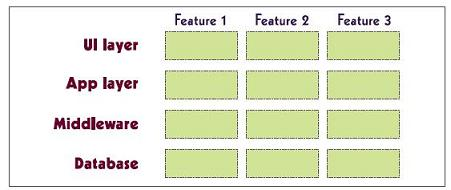 Feature 1 Feature 2 Feature 3
UI layer
App layer
Middleware
Database